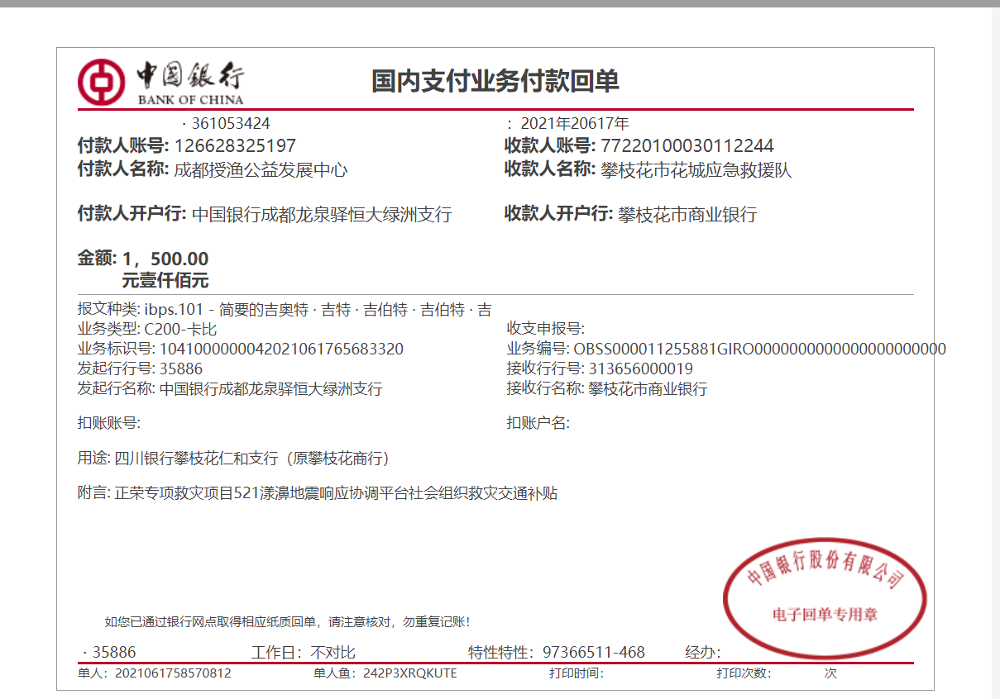 中国银行
BANK OF CHINA
国内支付业务付款回单
· 361053424
: 2021年20617年
付款人账号: 126628325197
收款人账号: 77220100030112244
付款人名称: 成都授渔公益发展中心
收款人名称: 攀枝花市花城应急救援队
付款人开户行: 中国银行成都龙泉驿恒大绿洲支行
收款人开户行: 攀枝花市商业银行
金额: 1，500.00
元壹仟佰元
报文种类: ibps.101 - 简要的吉奥特 · 吉特 · 吉伯特 · 吉伯特 · 吉
业务类型: C200-卡比
收支申报号:
业务标识号: 1041000000042021061765683320
业务编号: OBSS000011255881GIRO0000000000000000000000
发起行行号: 35886
接收行行号: 313656000019
发起行名称: 中国银行成都龙泉驿恒大绿洲支行
接收行名称: 攀枝花市商业银行
扣账账号:
扣账户名:
用途: 四川银行攀枝花仁和支行（原攀枝花商行）
附言: 正荣专项救灾项目521漾濞地震响应协调平台社会组织救灾交通补贴
中国银行股份有限公司
电子回单专用章
如您已通过银行网点取得相应纸质回单，请注意核对，勿重复记账！
· 35886
工作日：不对比
特性特性：97366511-468
经办：
单人：2021061758570812
单人鱼：242P3XRQKUTE
打印时间：
打印次数：
次